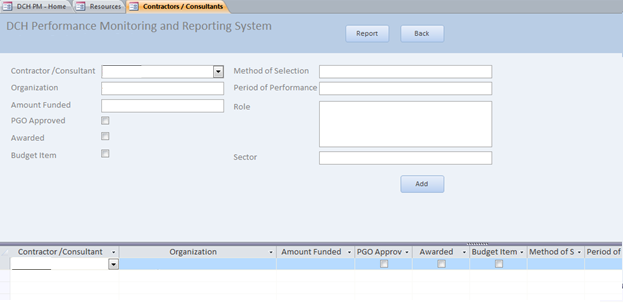 DCH PM - Home Resources Contractors / Consultants
DCH Performance Monitoring and Reporting System
Report Back
Contractor /Consultant Method of Selection
Organization Period of Performance
Amount Funded Role
PGO Approved
Awarded
Budget Item Sector
Add
Contractor /Consultant Organization Amount Funded PGO Approv Awarded Budget Item Method of S Period of